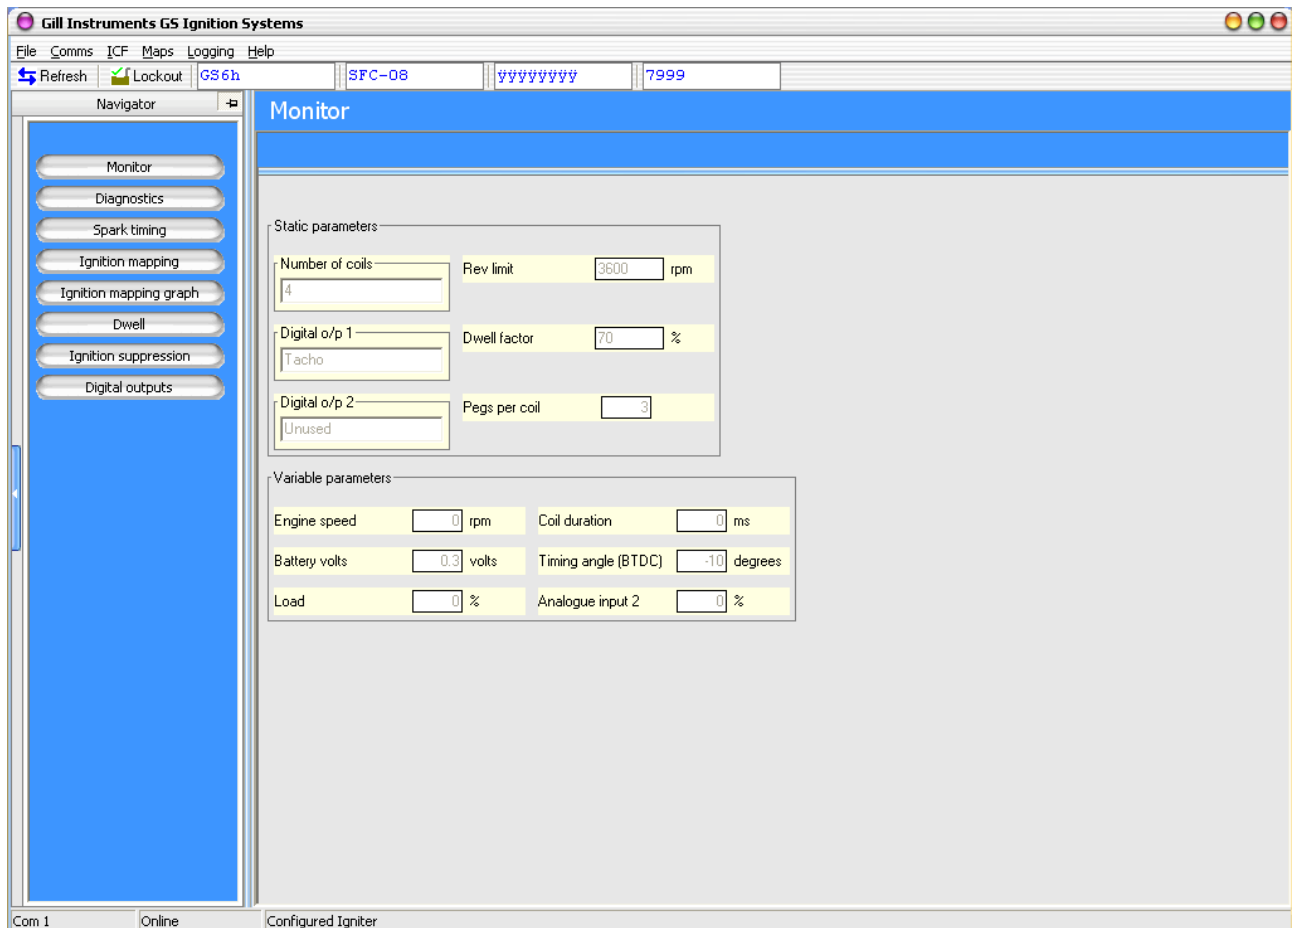 Gill Instruments GS Ignition Systems
File Comms ICF Maps Logging Help
Refresh Lockout GS6h SFC-08 ÿÿÿÿÿÿÿÿ 7999
Navigator
Monitor
Diagnostics
Spark timing
Ignition mapping
Ignition mapping graph
Dwell
Ignition suppression
Digital outputs
Monitor
Static parameters
Number of coils
4
Rev limit 3600 rpm
Digital o/p 1
Tacho
Dwell factor 70 %
Digital o/p 2
Unused
Pegs per coil 3
Variable parameters
Engine speed 0 rpm Coil duration 0 ms
Battery volts 0.3 volts Timing angle (BTDC) -10 degrees
Load 0 % Analogue input 2 0 %
Com 1 Online Configured Igniter